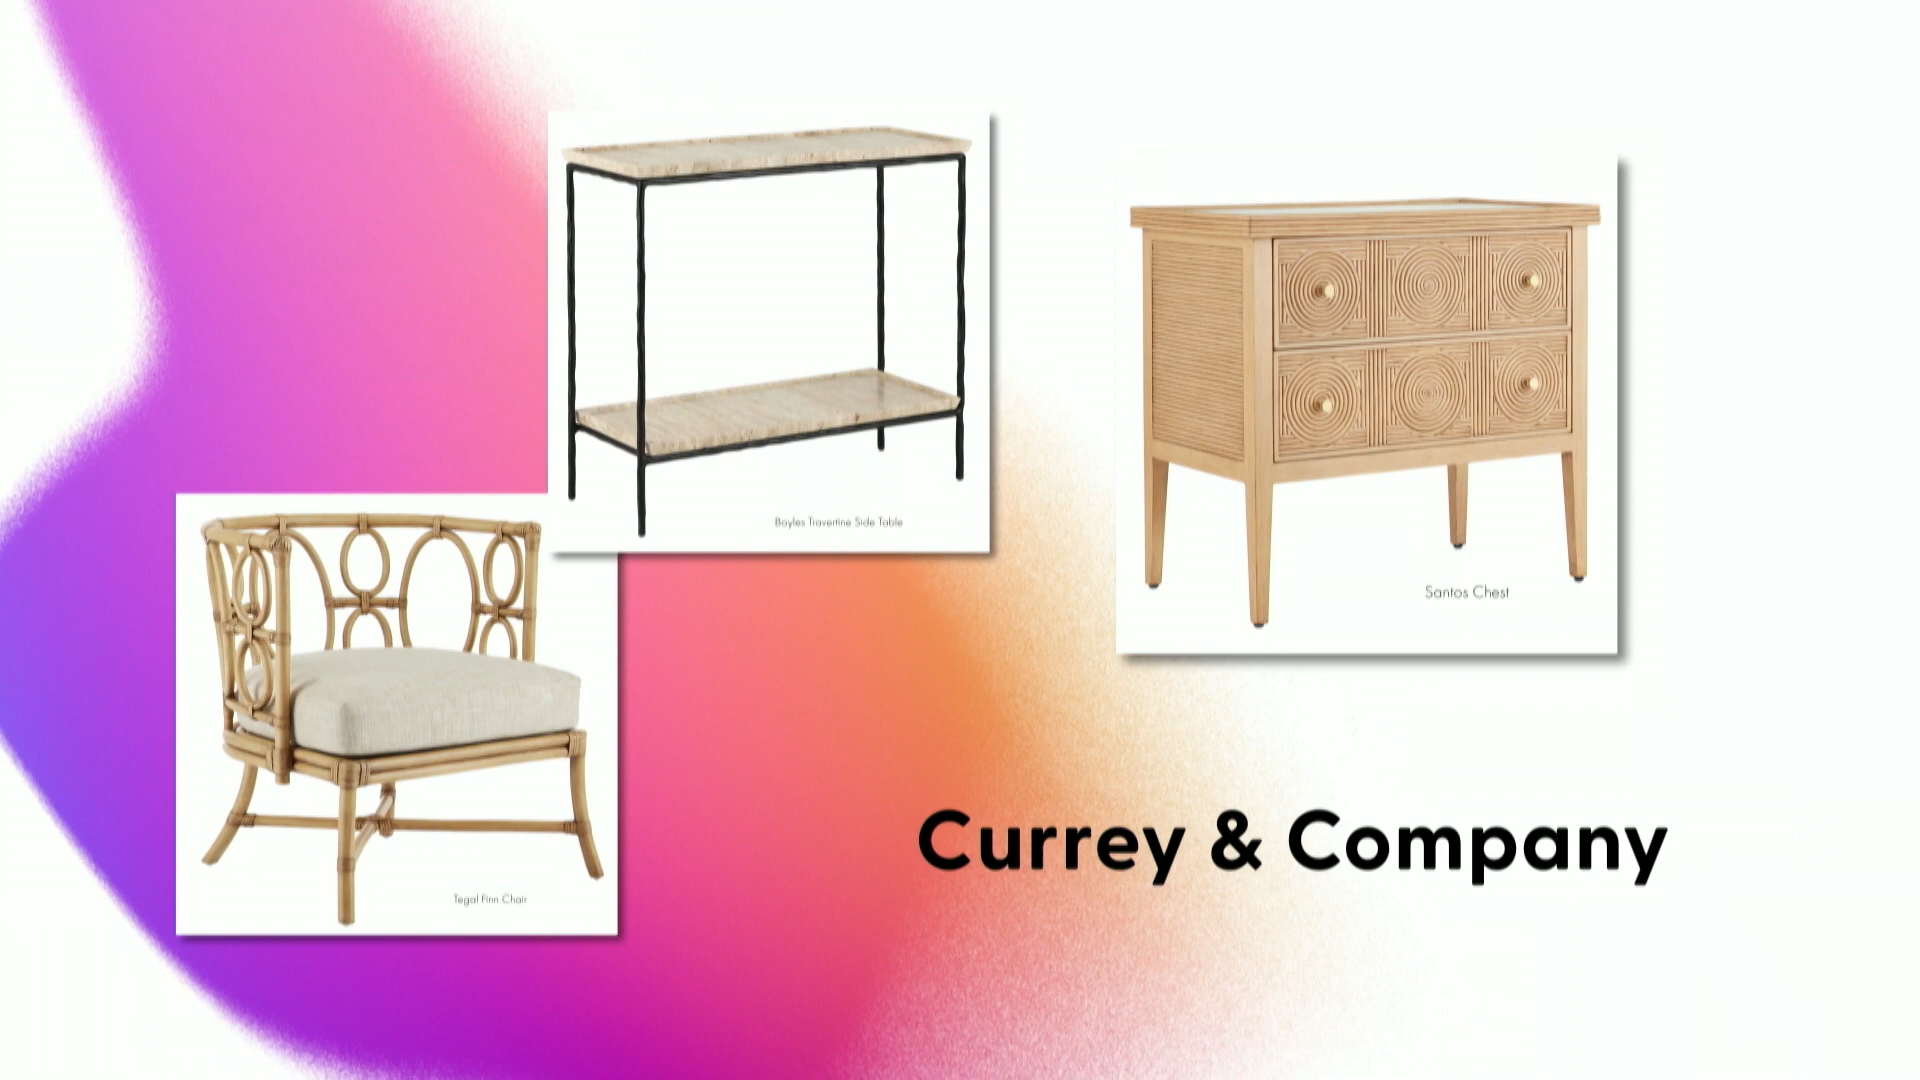 Boyles Travertine Side Table
Santos Chest
Tegal Finn Chair
Currey & Company